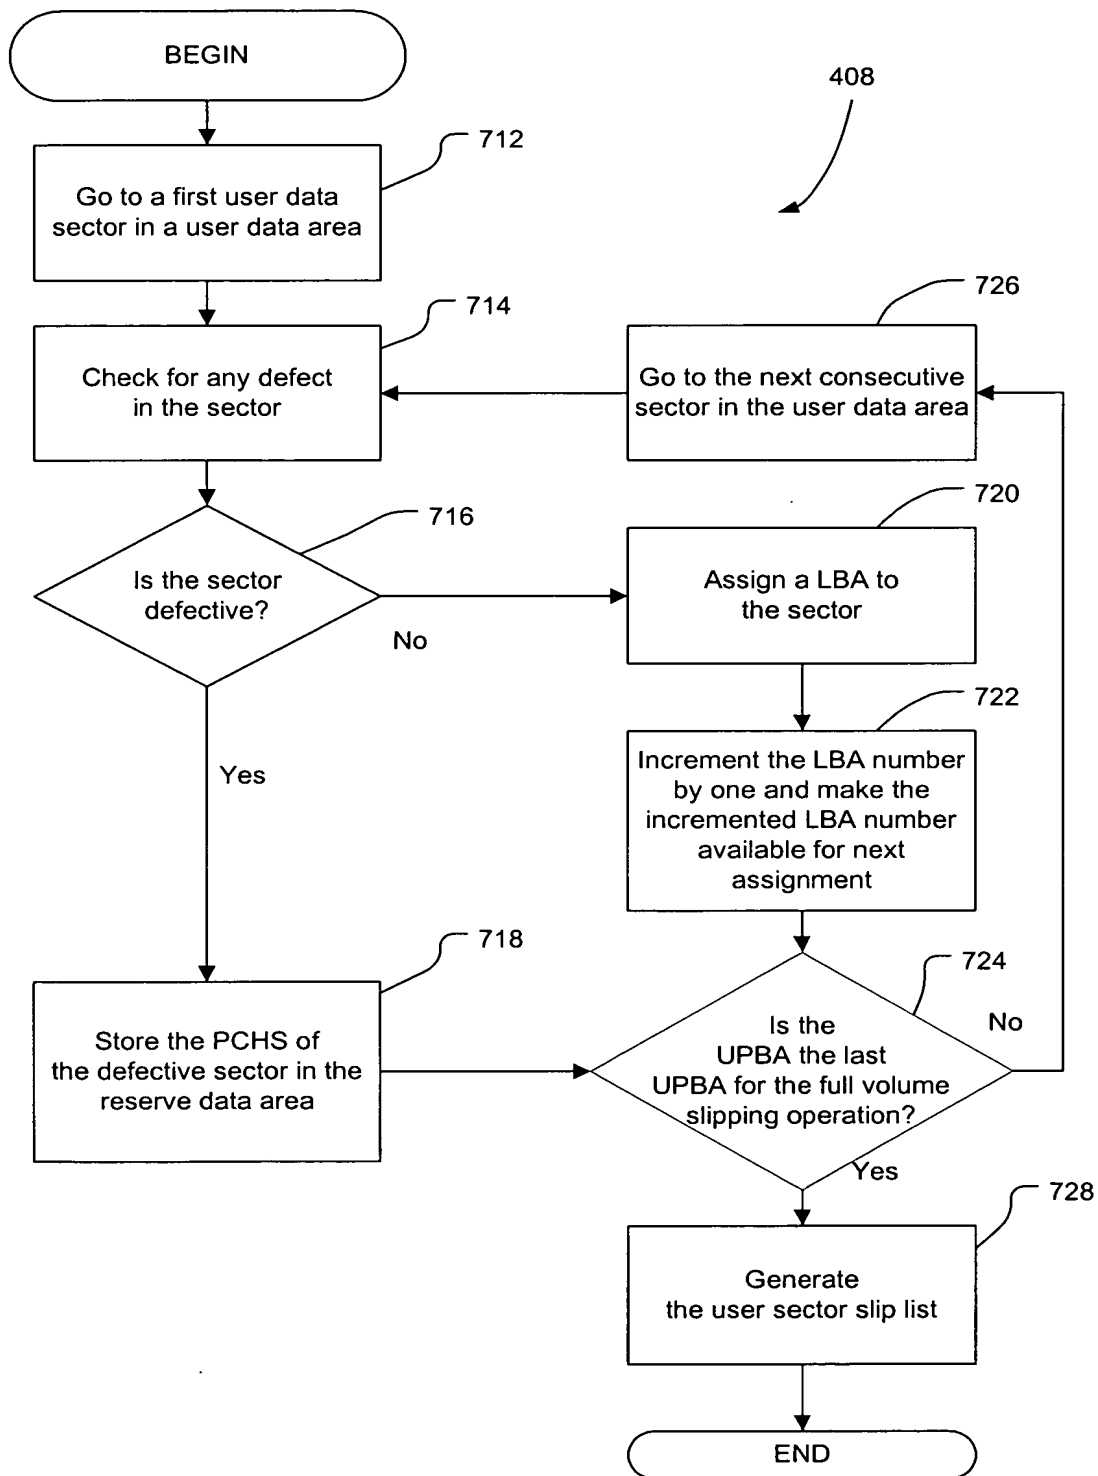 BEGIN
408
712
Go to a first user data
sector in a user data area
714
Check for any defect
in the sector
726
Go to the next consecutive
sector in the user data area
716
Is the sector
defective?
No
720
Assign a LBA to
the sector
722
Increment the LBA number
by one and make the
incremented LBA number
available for next
assignment
Yes
718
Store the PCHS of
the defective sector in the
reserve data area
724
Is the
UPBA the last
UPBA for the full volume
slipping operation?
No
Yes
728
Generate
the user sector slip list
END